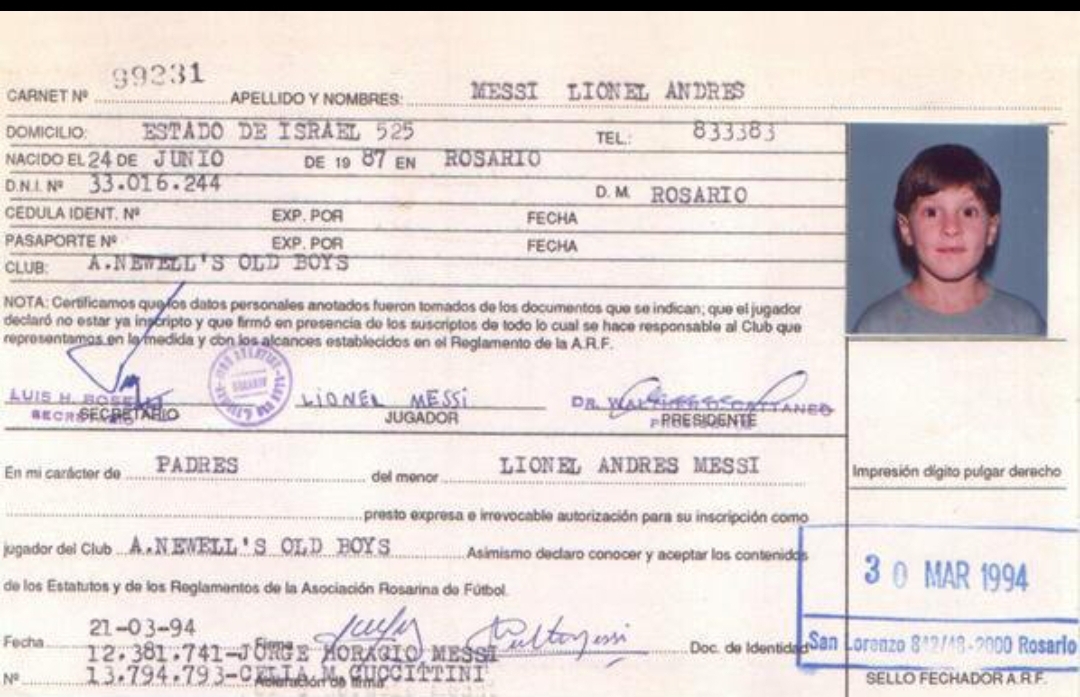 CARNET Nº 99231 APELLIDO Y NOMBRES: MESSI LIONEL ANDRES
DOMICILIO: ESTADO DE ISRAEL 525 TEL.: 833383
NACIDO EL 24 DE JUNIO DE 19 87 EN ROSARIO
D.N.I. Nº 33.016.244 D. M. ROSARIO
CEDULA IDENT. Nº EXP. POR FECHA
PASAPORTE Nº EXP. POR FECHA
CLUB: A.NEWELL'S OLD BOYS
NOTA: Certificamos que los datos personales anotados fueron tomados de los documentos que se indican; que el jugador
declaró no estar ya inscripto y que firmó en presencia de los suscriptos de todo lo cual se hace responsable al Club que
representamos en la medida y con los alcances establecidos en el Reglamento de la A.R.F.
LUIS H. LIONEL MESSI DR. CATTANEO
SECRETARIO JUGADOR PRESIDENTE
En mi carácter de PADRES del menor LIONEL ANDRES MESSI
Impresión dígito pulgar derecho
presto expresa e irrevocable autorización para su inscripción como
jugador del Club A.NEWELL'S OLD BOYS Asimismo declaro conocer y aceptar los contenidos
de los Estatutos y de los Reglamentos de la Asociación Rosarina de Fútbol.
30 MAR 1994
Fecha 21-03-94 Firma Doc. de Identidad
12.381.741-JORGE HORACIO MESSI
Nº 13.794.793-CELIA M.CUCCITTINI
Aclaración de firma
San Lorenzo 812/18-2000 Rosario
SELLO FECHADOR A.R.F.